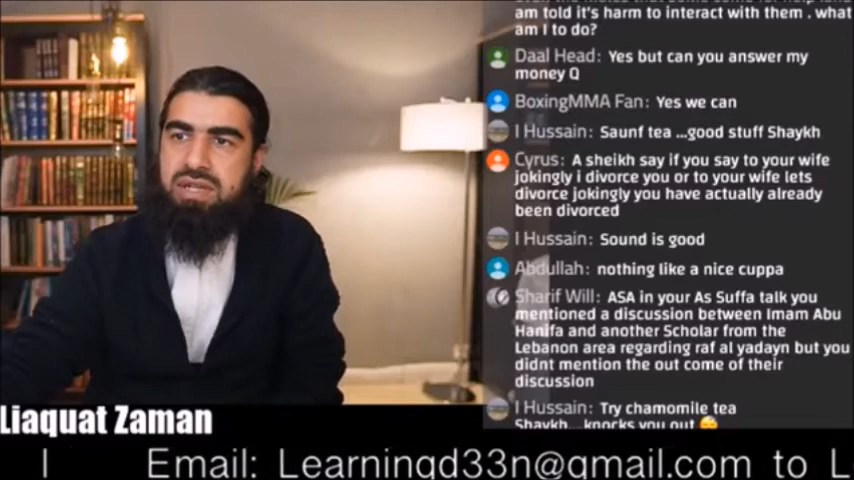 am told it's harm to interact with them . what
am I to do?
Daal Head: Yes but can you answer my
money Q
BoxingMMA Fan: Yes we can
I Hussain: Saunf tea ...good stuff Shaykh
Cyrus: A sheikh say if you say to your wife
jokingly i divorce you or to your wife lets
divorce jokingly you have actually already
been divorced
I Hussain: Sound is good
Abdullah: nothing like a nice cuppa
Sharif Will: ASA in your As Suffa talk you
mentioned a discussion between Imam Abu
Hanifa and another Scholar from the
Lebanon area regarding raf al yadayn but you
didnt mention the out come of their
discussion
I Hussain: Try chamomile tea
Shaykh...knocks you out 😴
Liaquat Zaman
Email: Learningd33n@gmail.com to L